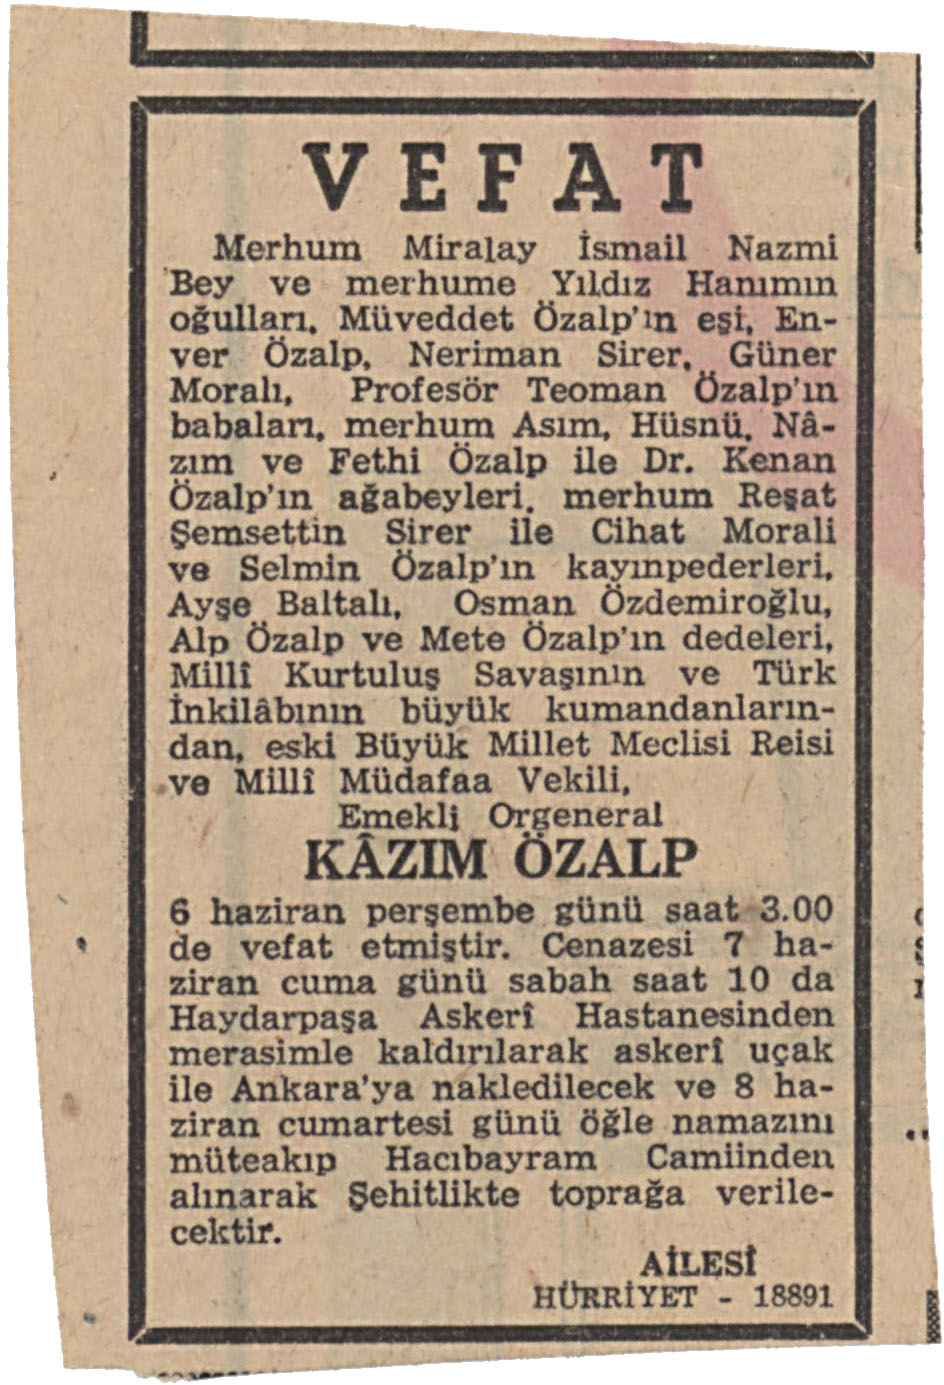 VEFAT
Merhum Miralay İsmail Nazmi
Bey ve merhume Yıldız Hanımın
oğulları, Müveddet Özalp'ın eşi, En-
ver Özalp, Neriman Sirer, Güner
Moralı, Profesör Teoman Özalp'ın
babaları, merhum Asım, Hüsnü, Nâ-
zım ve Fethi Özalp ile Dr. Kenan
Özalp'ın ağabeyleri, merhum Reşat
Şemsettin Sirer ile Cihat Morali
ve Selmin Özalp'ın kayınpederleri,
Ayşe Baltalı, Osman Özdemiroğlu,
Alp Özalp ve Mete Özalp'ın dedeleri,
Millî Kurtuluş Savaşının ve Türk
İnkilâbının büyük kumandanların-
dan, eski Büyük Millet Meclisi Reisi
ve Millî Müdafaa Vekili,
Emekli Orgeneral
KÂZIM ÖZALP
6 haziran perşembe günü saat 3.00
de vefat etmiştir. Cenazesi 7 ha-
ziran cuma günü sabah saat 10 da
Haydarpaşa Askerî Hastanesinden
merasimle kaldırılarak askerî uçak
ile Ankara'ya nakledilecek ve 8 ha-
ziran cumartesi günü öğle namazını
müteakıp Hacıbayram Camiinden
alınarak Şehitlikte toprağa verile-
cektir.
AİLESİ
HÜRRİYET - 18891